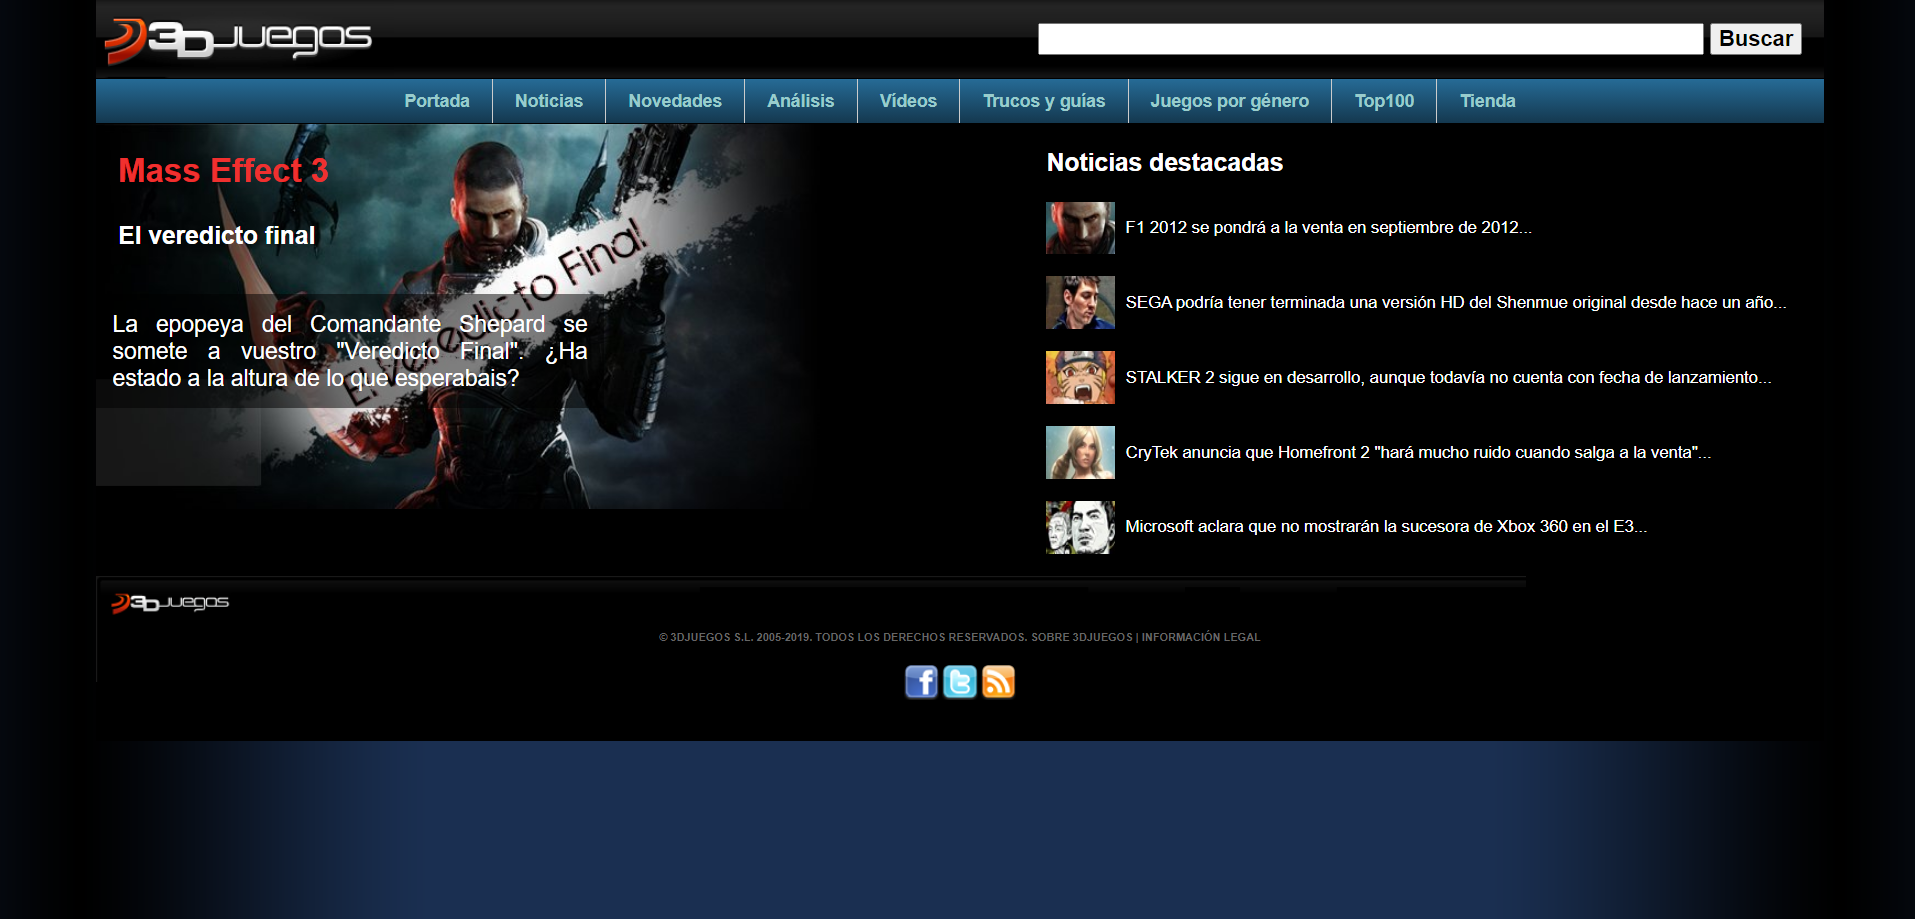 3DJUEGOS
Buscar
Portada
Noticias
Novedades
Análisis
Vídeos
Trucos y guías
Juegos por género
Top100
Tienda
Mass Effect 3
El veredicto final
El Veredicto Final
La epopeya del Comandante Shepard se
somete a vuestro "Veredicto Final". ¿Ha
estado a la altura de lo que esperabais?
Noticias destacadas
F1 2012 se pondrá a la venta en septiembre de 2012...
SEGA podría tener terminada una versión HD del Shenmue original desde hace un año...
STALKER 2 sigue en desarrollo, aunque todavía no cuenta con fecha de lanzamiento...
CryTek anuncia que Homefront 2 "hará mucho ruido cuando salga a la venta"...
Microsoft aclara que no mostrarán la sucesora de Xbox 360 en el E3...
3DJUEGOS
© 3DJUEGOS S.L. 2005-2019. TODOS LOS DERECHOS RESERVADOS. SOBRE 3DJUEGOS | INFORMACIÓN LEGAL